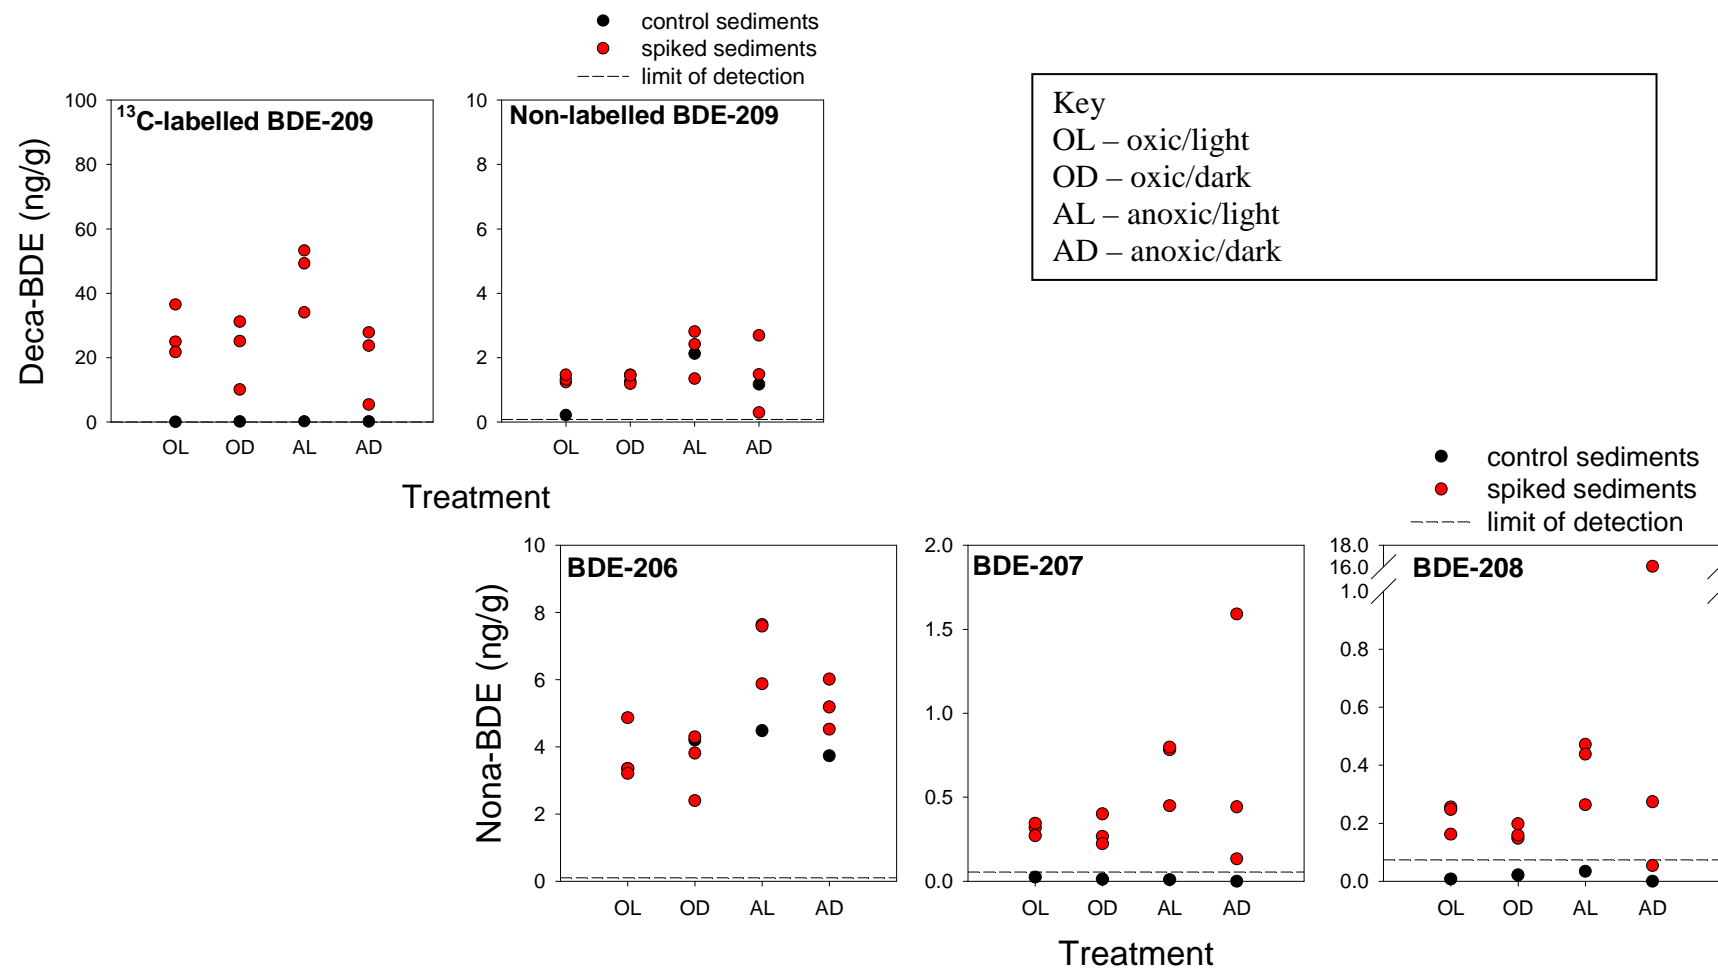 control sediments
spiked sediments
limit of detection
Key
OL – oxic/light
OD – oxic/dark
AL – anoxic/light
AD – anoxic/dark
Deca-BDE (ng/g)
¹³C-labelled BDE-209
100
80
60
40
20
0
OL OD AL AD
Non-labelled BDE-209
10
8
6
4
2
0
OL OD AL AD
Treatment
control sediments
spiked sediments
limit of detection
Nona-BDE (ng/g)
BDE-206
10
8
6
4
2
0
OL OD AL AD
BDE-207
2.0
1.5
1.0
0.5
0.0
OL OD AL AD
BDE-208
18.0
16.0
1.0
0.8
0.6
0.4
0.2
0.0
OL OD AL AD
Treatment